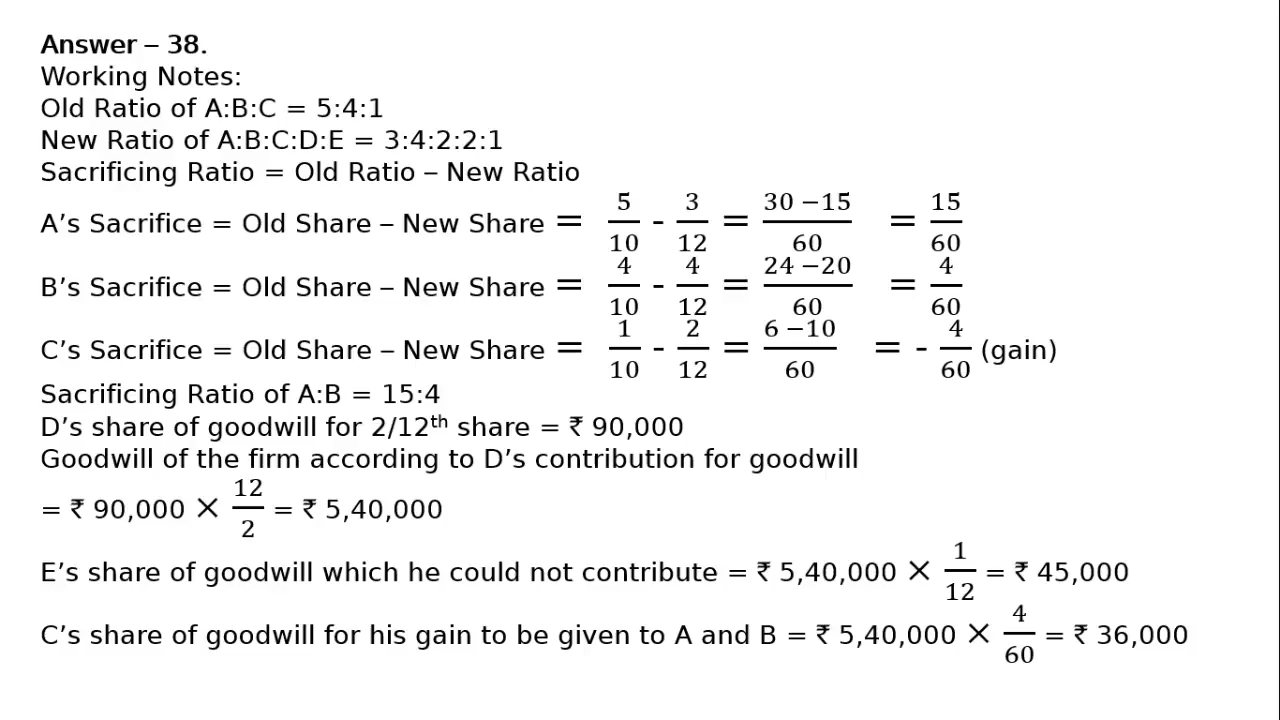 Answer – 38.
Working Notes:
Old Ratio of A:B:C = 5:4:1
New Ratio of A:B:C:D:E = 3:4:2:2:1
Sacrificing Ratio = Old Ratio – New Ratio
A’s Sacrifice = Old Share – New Share = 5/10 - 3/12 = 30 –15/60 = 15/60
B’s Sacrifice = Old Share – New Share = 4/10 - 4/12 = 24 –20/60 = 4/60
C’s Sacrifice = Old Share – New Share = 1/10 - 2/12 = 6 –10/60 = - 4/60 (gain)
Sacrificing Ratio of A:B = 15:4
D’s share of goodwill for 2/12th share = ₹ 90,000
Goodwill of the firm according to D’s contribution for goodwill
= ₹ 90,000 × 12/2 = ₹ 5,40,000
E’s share of goodwill which he could not contribute = ₹ 5,40,000 × 1/12 = ₹ 45,000
C’s share of goodwill for his gain to be given to A and B = ₹ 5,40,000 × 4/60 = ₹ 36,000